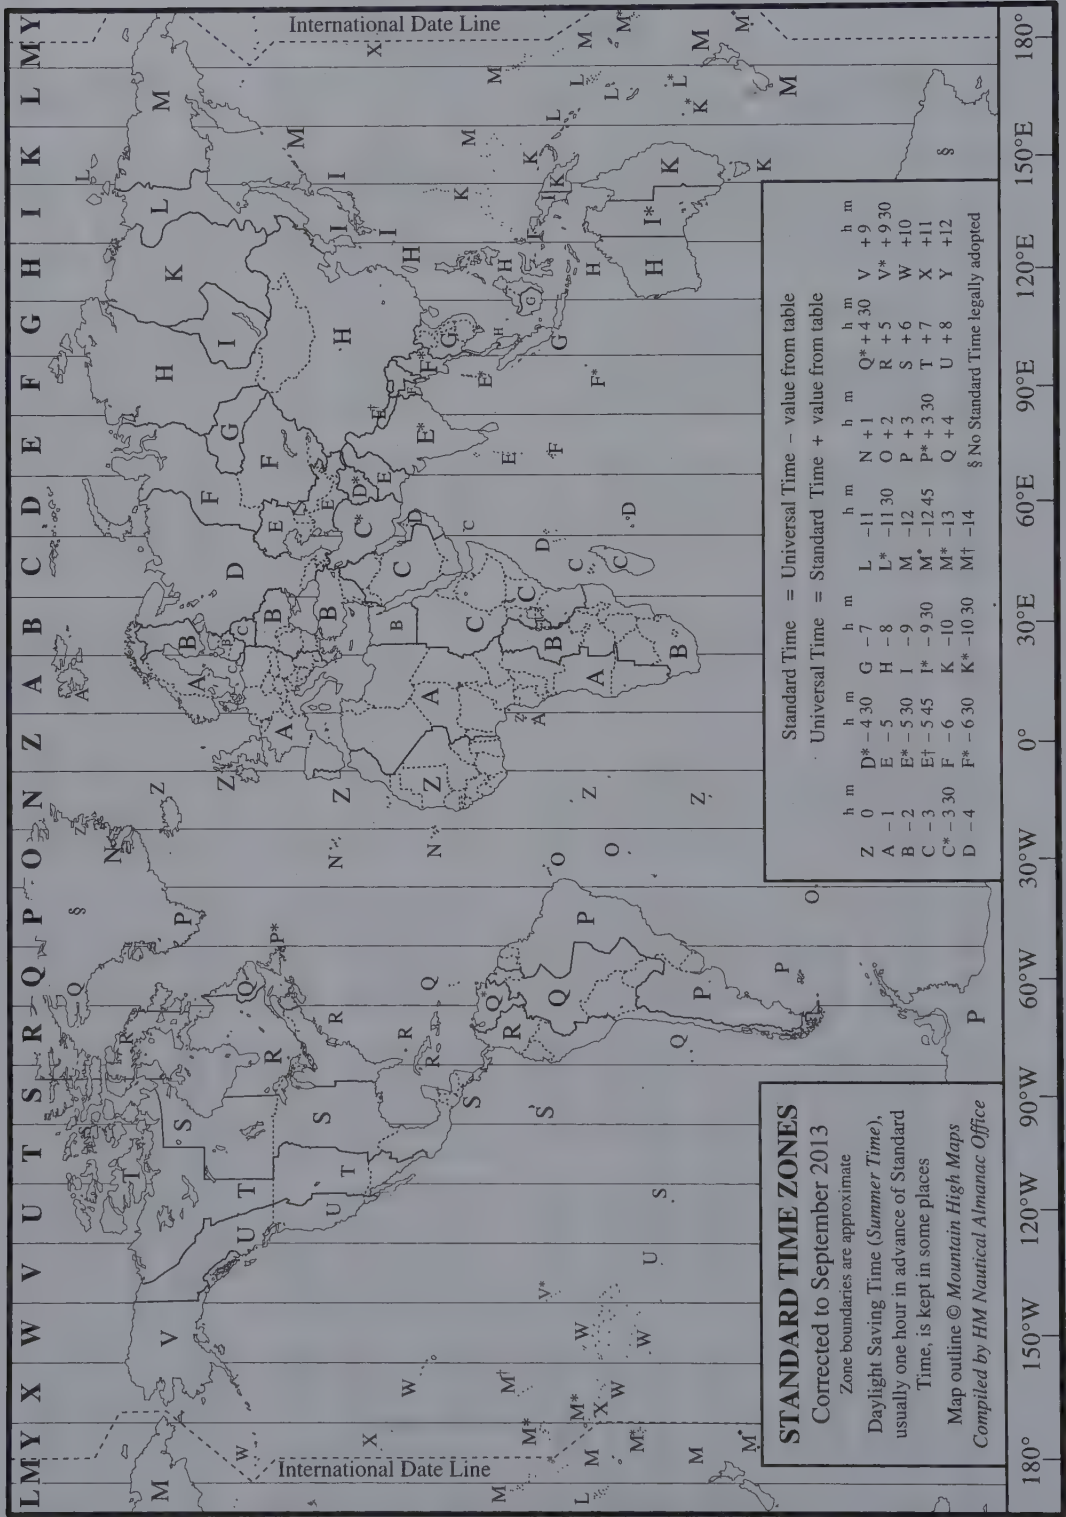 L M Y X W V U T S R Q P O N Z A B C D E F G H I K L M Y
International Date Line
International Date Line
M
W
X
V
W
M†
M*
M*
X
W
M
M*
M
M•
M
L
W
W
V*
U
S
U
T
U
T
T
S
S
S
S
R
R
R
R
R
Q
Q
Q
P
P*
§
N
Z
Z
Q*
R
Q
Q
P
P
P
P
O
O
O
N
N
Z
Z
Z
Z
Z
Z
A
A
A
A
A
A
B
B
B
B
B
B
B
C
C
C
C
C
C
C
C*
D
D
D
D
D*
E
E
E
E
E*
E*
E†
F
F
F
F*
F*
G
G
G
G
H
H
H
H
H
H
H
I
I
I
I
I
I*
K
K
K
K
K
K
K
K
L
L
L
L
L
L*
M
M
M
M
M
M*
M
M•
M
§
STANDARD TIME ZONES
Corrected to September 2013
Zone boundaries are approximate
Daylight Saving Time (Summer Time),
usually one hour in advance of Standard
Time, is kept in some places
Map outline © Mountain High Maps
Compiled by HM Nautical Almanac Office
Standard Time = Universal Time – value from table
Universal Time = Standard Time + value from table
h m h m h m h m h m h m h m
Z 0 D* – 4 30 G – 7 L –11 N + 1 Q* + 4 30 V + 9
A – 1 E – 5 H – 8 L* –11 30 O + 2 R + 5 V* + 9 30
B – 2 E* – 5 30 I – 9 M –12 P + 3 S + 6 W +10
C – 3 E† – 5 45 I* – 9 30 M• –12 45 P* + 3 30 T + 7 X +11
C* – 3 30 F – 6 K –10 M* –13 Q + 4 U + 8 Y +12
D – 4 F* – 6 30 K* –10 30 M† –14
§ No Standard Time legally adopted
180° 150°W 120°W 90°W 60°W 30°W 0° 30°E 60°E 90°E 120°E 150°E 180°